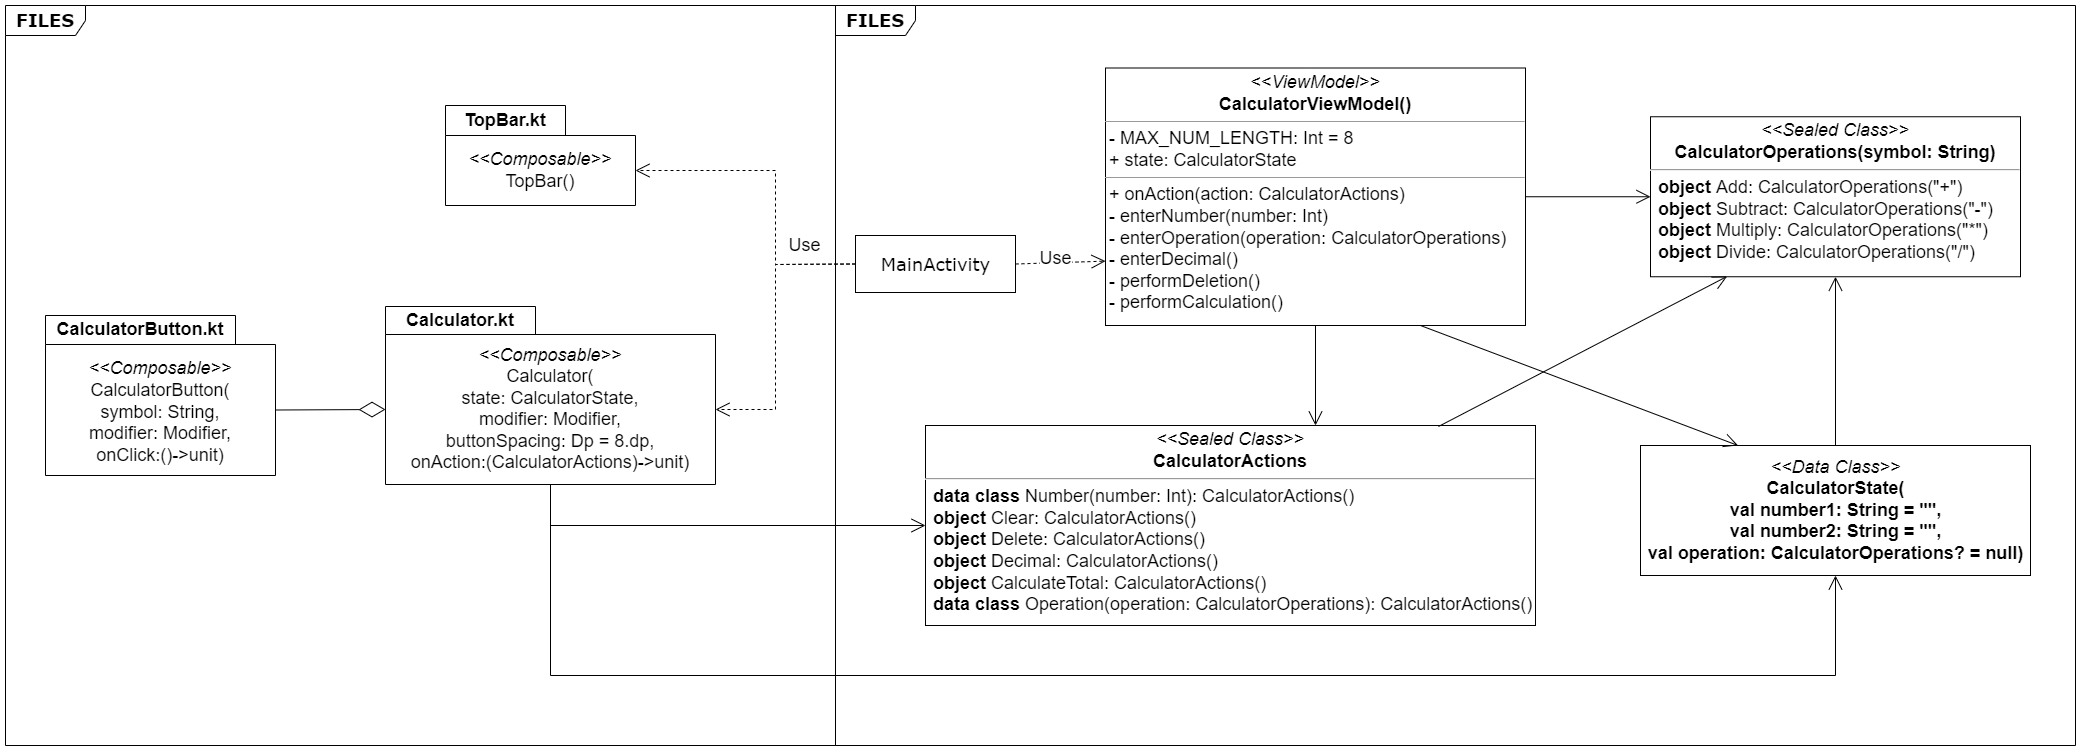 FILES
TopBar.kt
<<Composable>>
TopBar()
CalculatorButton.kt
<<Composable>>
CalculatorButton(
symbol: String,
modifier: Modifier,
onClick:()->unit)
Calculator.kt
<<Composable>>
Calculator(
state: CalculatorState,
modifier: Modifier,
buttonSpacing: Dp = 8.dp,
onAction:(CalculatorActions)->unit)
Use
FILES
MainActivity
Use
<<ViewModel>>
CalculatorViewModel()
- MAX_NUM_LENGTH: Int = 8
+ state: CalculatorState
+ onAction(action: CalculatorActions)
- enterNumber(number: Int)
- enterOperation(operation: CalculatorOperations)
- enterDecimal()
- performDeletion()
- performCalculation()
<<Sealed Class>>
CalculatorOperations(symbol: String)
object Add: CalculatorOperations("+")
object Subtract: CalculatorOperations("-")
object Multiply: CalculatorOperations("*")
object Divide: CalculatorOperations("/")
<<Sealed Class>>
CalculatorActions
data class Number(number: Int): CalculatorActions()
object Clear: CalculatorActions()
object Delete: CalculatorActions()
object Decimal: CalculatorActions()
object CalculateTotal: CalculatorActions()
data class Operation(operation: CalculatorOperations): CalculatorActions()
<<Data Class>>
CalculatorState(
val number1: String = "",
val number2: String = "",
val operation: CalculatorOperations? = null)